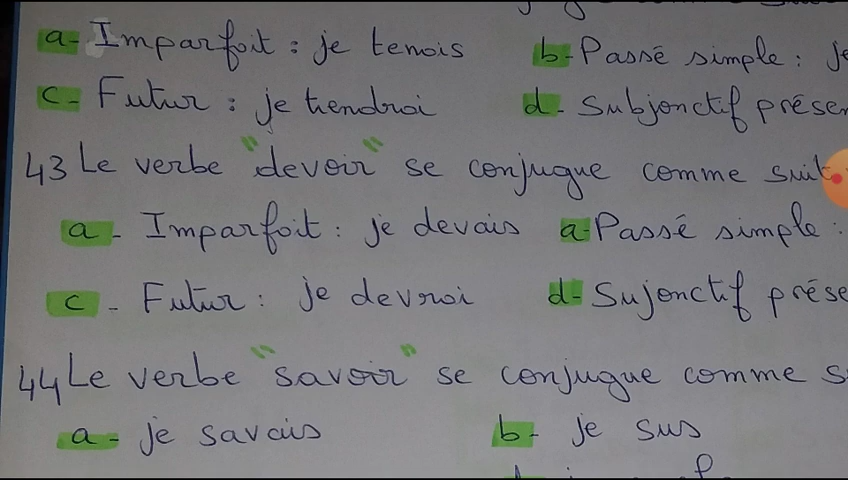 a- Imparfait : je tenais b- Passé simple : je
c- Futur : je tiendrai d- Subjonctif présen
43 Le verbe "devoir" se conjugue comme suit
a- Imparfait : je devais a- Passé simple :
c- Futur : je devrai d- Sujonctif prése
44 Le verbe "savoir" se conjugue comme s
a- je savais b- je sus